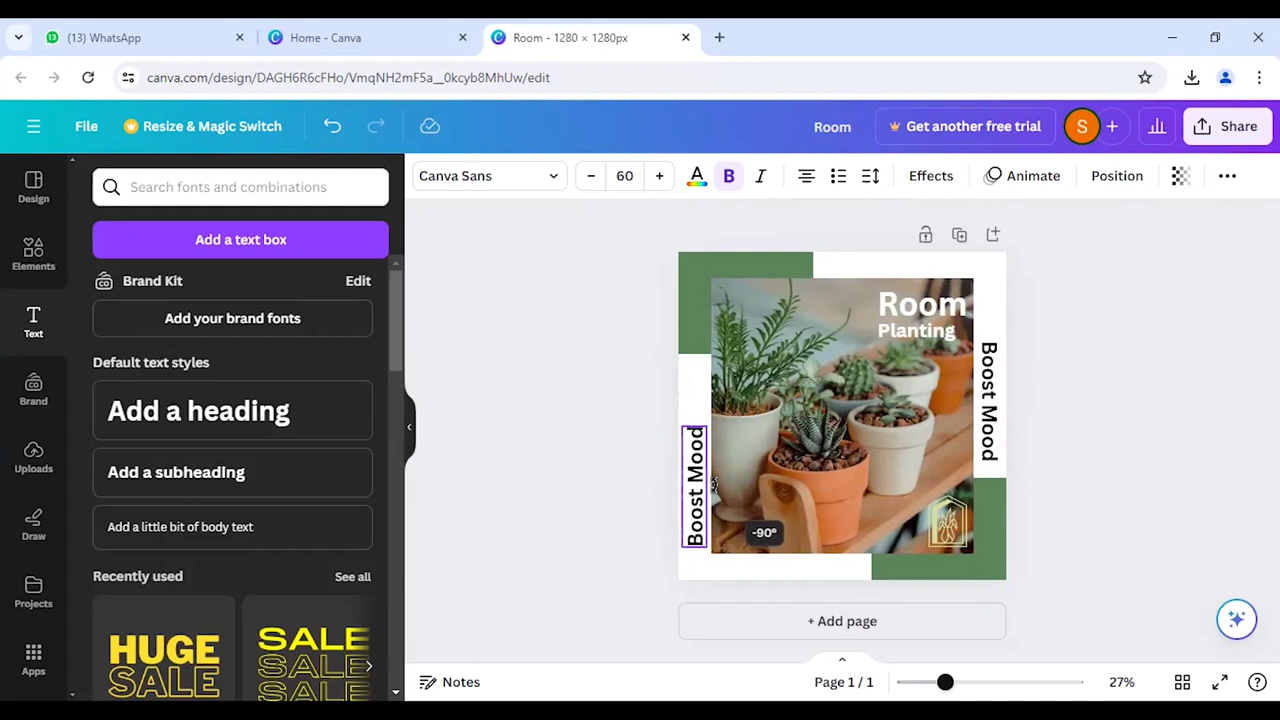 (13) WhatsApp
Home - Canva
Room - 1280 × 1280px
canva.com/design/DAGH6R6cFHo/VmqNH2mF5a__0kcyb8MhUw/edit
File
Resize & Magic Switch
Room
Get another free trial
S
Share
Design
Elements
Text
Brand
Uploads
Draw
Projects
Apps
Search fonts and combinations
Add a text box
Brand Kit
Edit
Add your brand fonts
Default text styles
Add a heading
Add a subheading
Add a little bit of body text
Recently used
See all
HUGE
SALE
SALE
SALE
SALE
Canva Sans
60
A
B
I
Effects
Animate
Position
Room
Planting
Boost Mood
Boost Mood
-90°
+ Add page
Notes
Page 1 / 1
27%